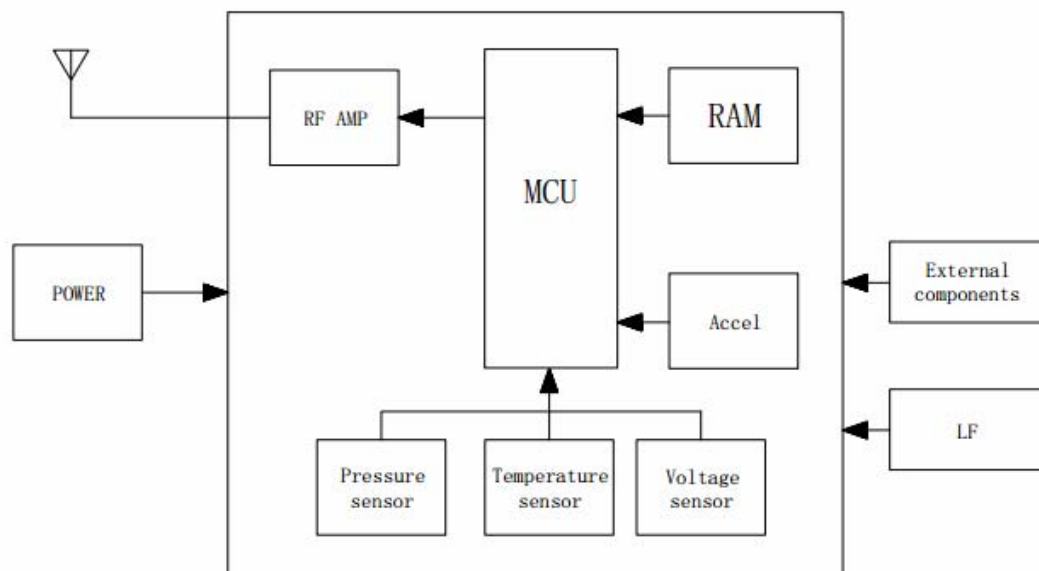 RF AMP
MCU
RAM
POWER
External
components
Accel
LF
Pressure
sensor
Temperature
sensor
Voltage
sensor